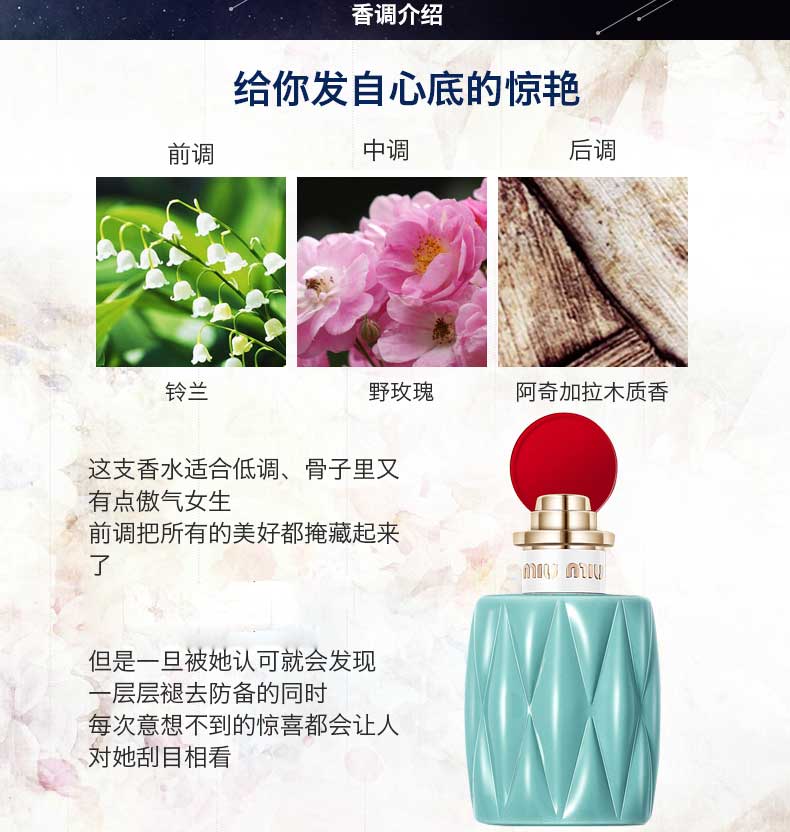 香调介绍
给你发自心底的惊艳
前调
中调
后调
铃兰
野玫瑰
阿奇加拉木质香
这支香水适合低调、骨子里又
有点傲气女生
前调把所有的美好都掩藏起来
了
miu miu
但是一旦被她认可就会发现
一层层褪去防备的同时
每次意想不到的惊喜都会让人
对她刮目相看